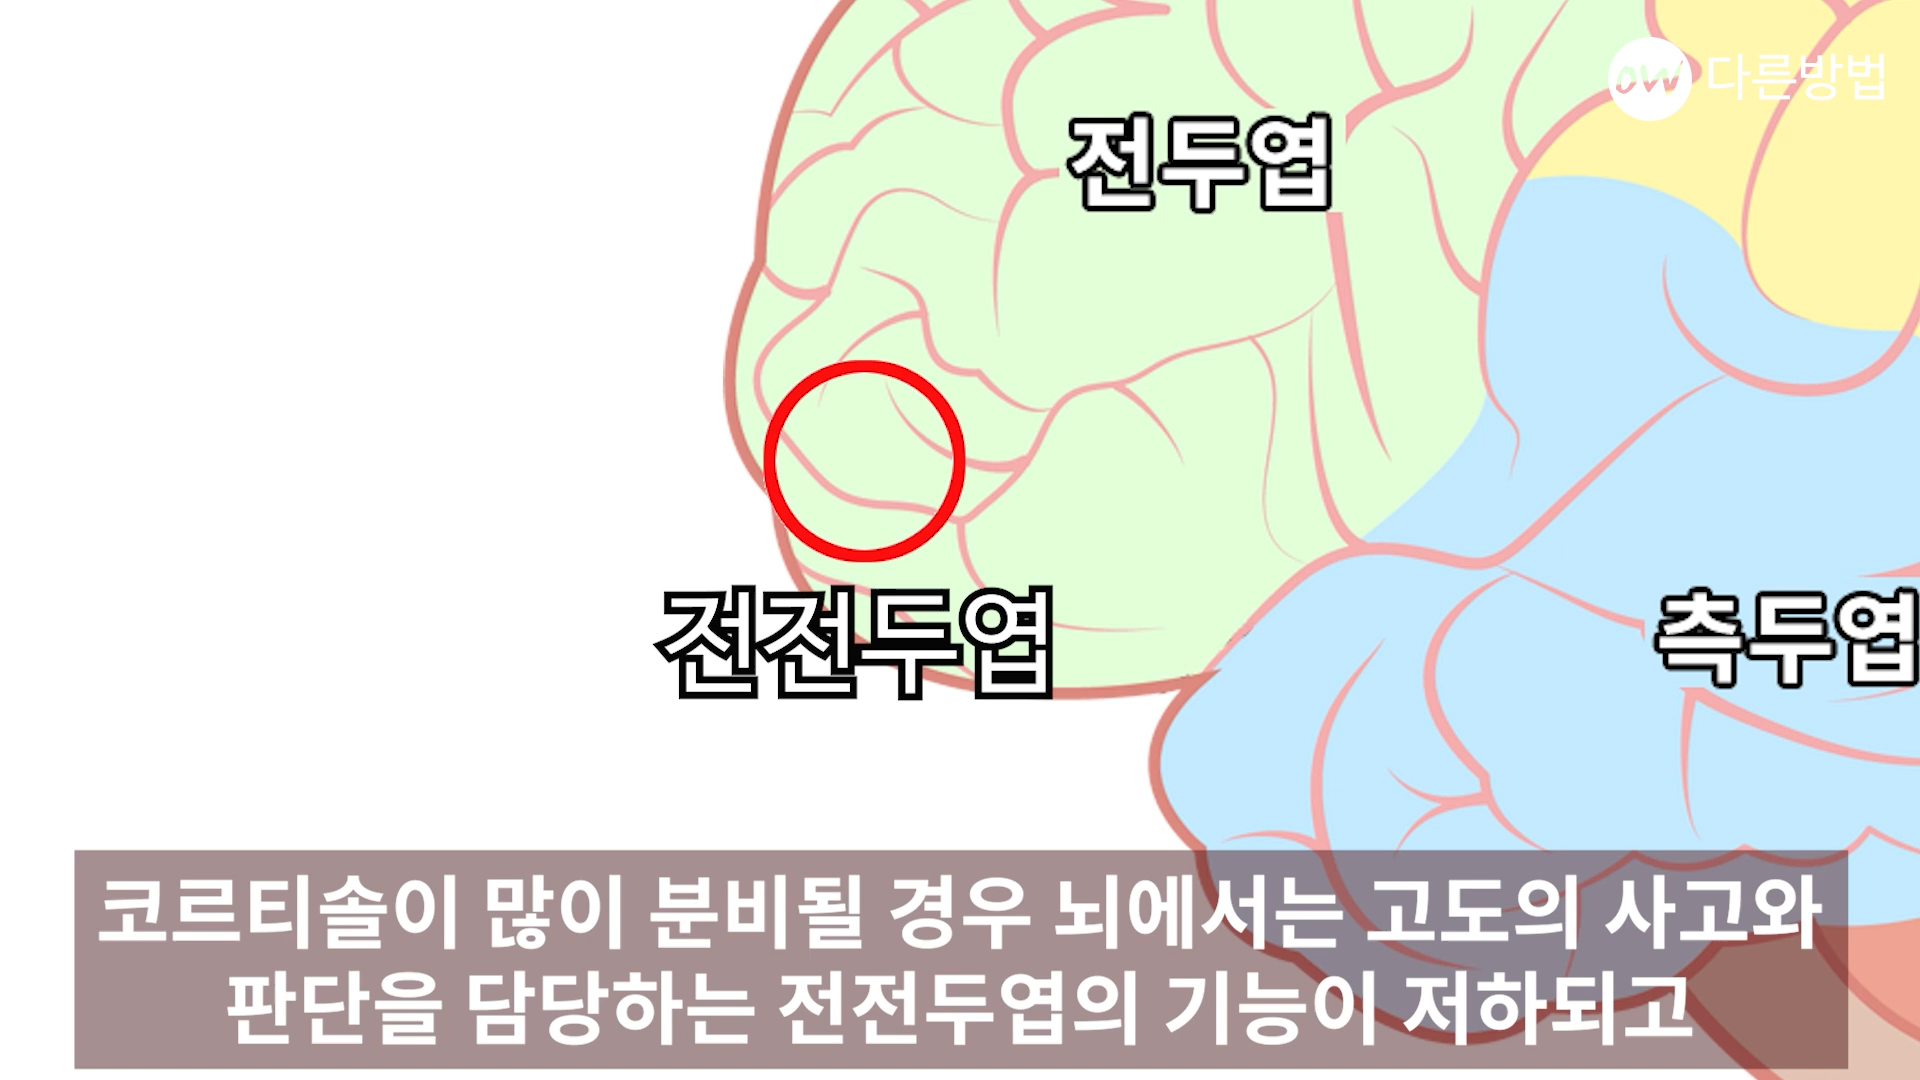 ow 다른방법
전두엽
전전두엽
측두엽
코르티솔이 많이 분비될 경우 뇌에서는 고도의 사고와
판단을 담당하는 전전두엽의 기능이 저하되고